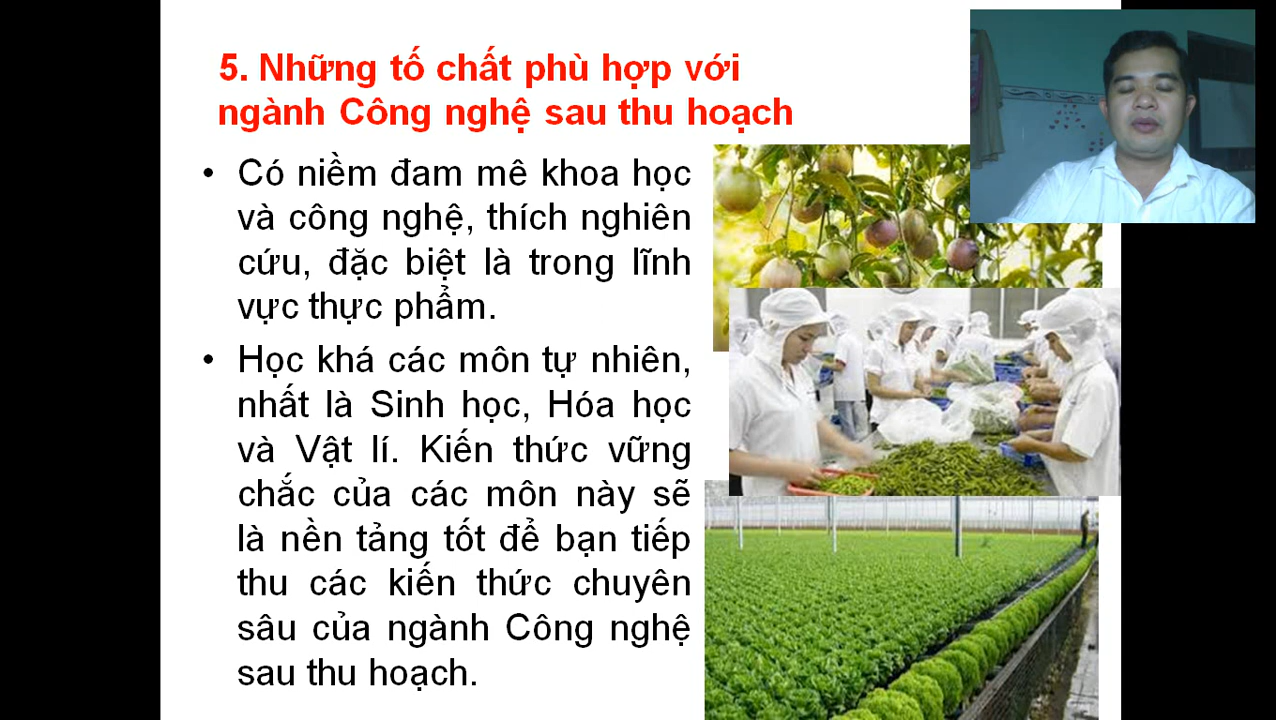 5. Những tố chất phù hợp với
ngành Công nghệ sau thu hoạch
• Có niềm đam mê khoa học
và công nghệ, thích nghiên
cứu, đặc biệt là trong lĩnh
vực thực phẩm.
• Học khá các môn tự nhiên,
nhất là Sinh học, Hóa học
và Vật lí. Kiến thức vững
chắc của các môn này sẽ
là nền tảng tốt để bạn tiếp
thu các kiến thức chuyên
sâu của ngành Công nghệ
sau thu hoạch.